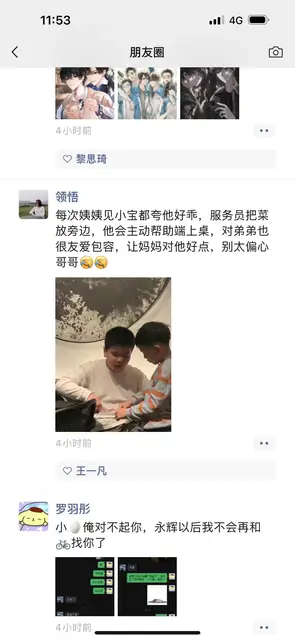 11:53
4G
朋友圈
4小时前
黎思琦
领悟
每次姨姨见小宝都夸他好乖，服务员把菜
放旁边，他会主动帮助端上桌，对弟弟也
很友爱包容，让妈妈对他好点，别太偏心
哥哥
4小时前
王一凡
罗羽彤
小🥚俺对不起你，永辉以后我不会再和
🚲找你了
4小时前